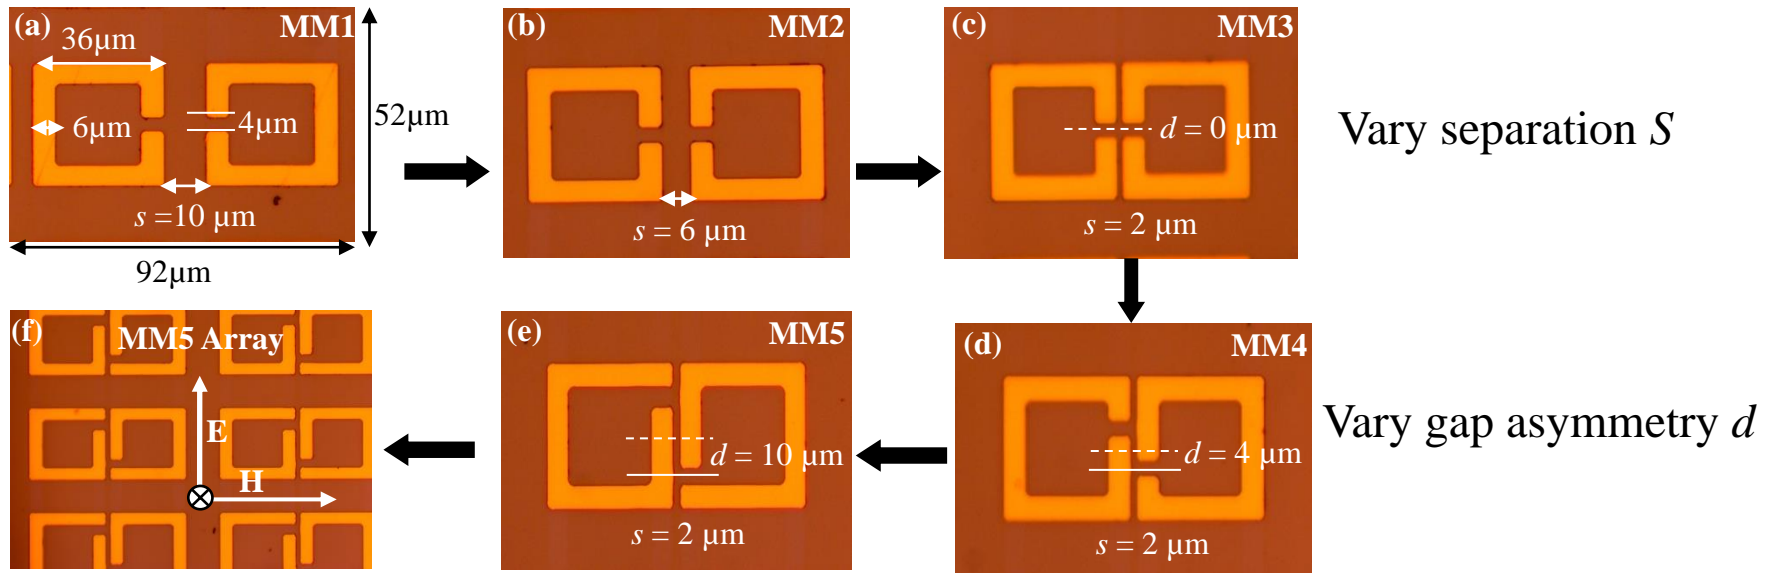 (a) MM1
36µm
6µm
4µm
s =10 µm
52µm
92µm
(b) MM2
s = 6 µm
(c) MM3
d = 0 µm
s = 2 µm
Vary separation S
(f) MM5 Array
E
H
(e) MM5
d = 10 µm
s = 2 µm
(d) MM4
d = 4 µm
s = 2 µm
Vary gap asymmetry d